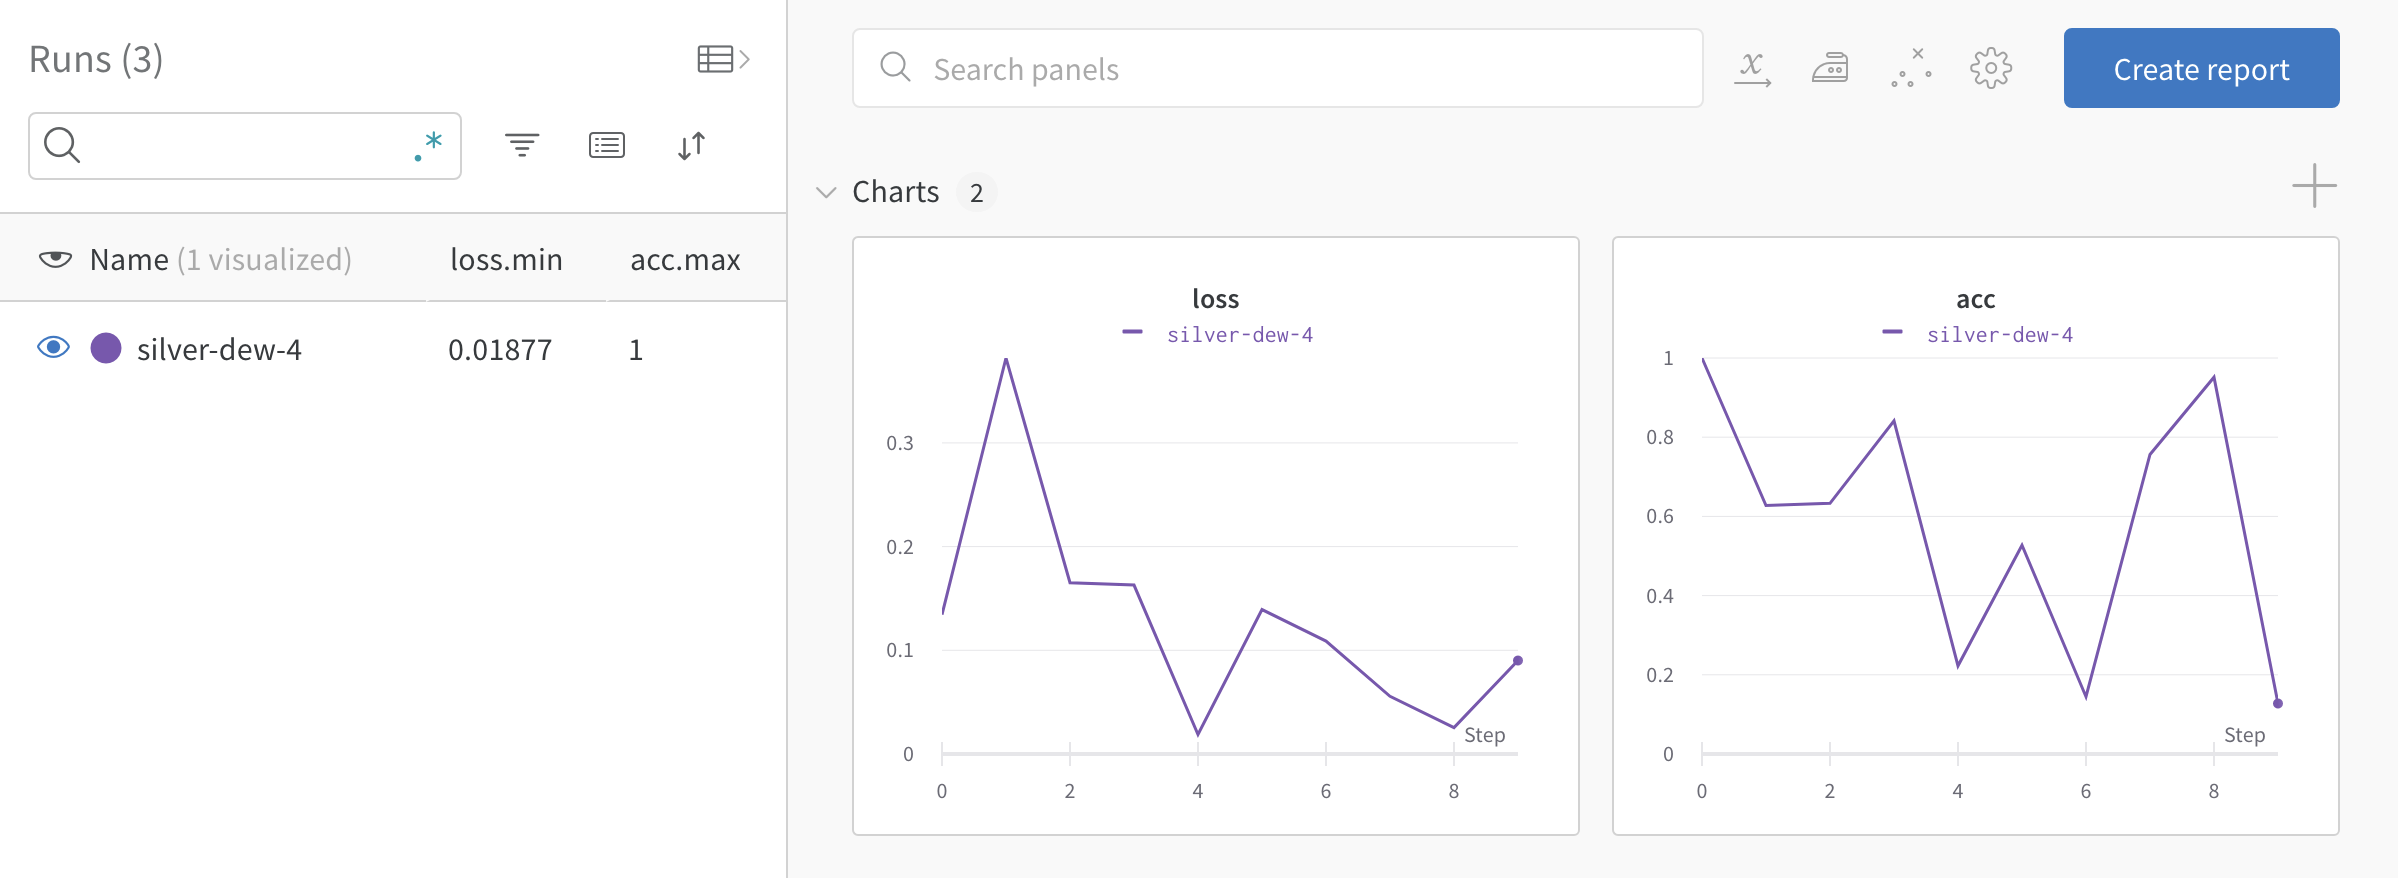 Runs (3)
.*
Name (1 visualized) loss.min acc.max
silver-dew-4 0.01877 1
Search panels
Create report
Charts 2
loss
silver-dew-4
0.3
0.2
0.1
0
Step
0 2 4 6 8
acc
silver-dew-4
1
0.8
0.6
0.4
0.2
0
Step
0 2 4 6 8